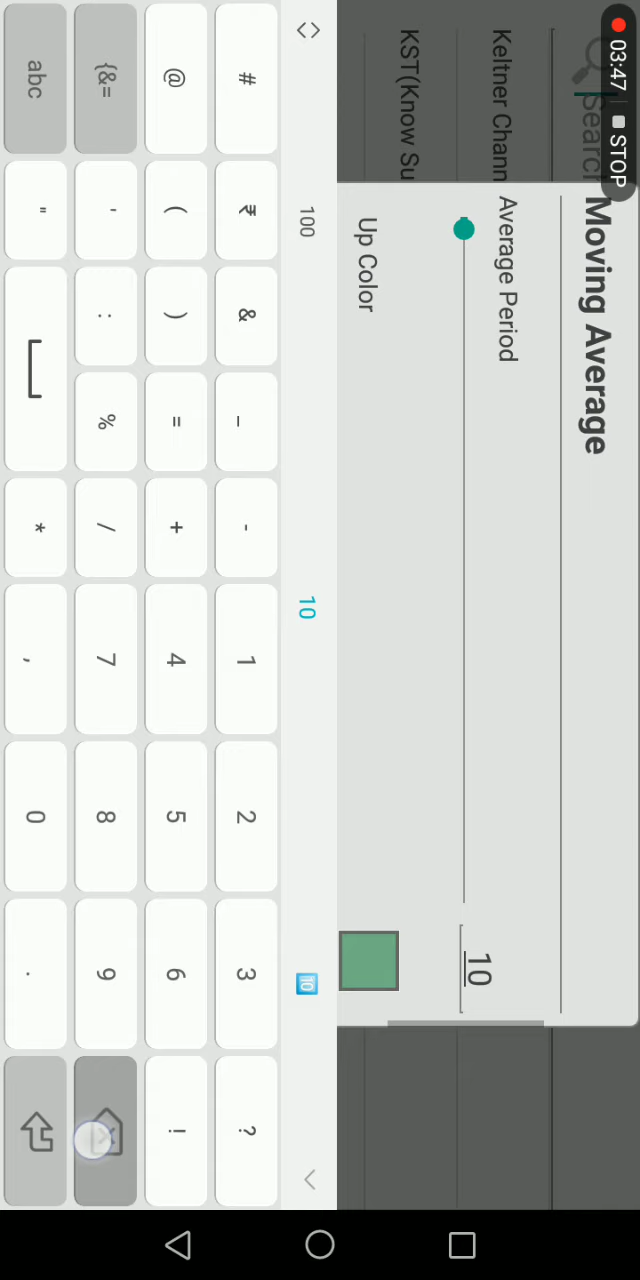 03:47 STOP
Search
Moving Average
Keltner Chann
Average Period
10
KST(Know Su
Up Color
100 10 🔟
# ₹ & _ - 1 2 3 ?
@ ( ) = + 4 5 6 !
{&= ' : % / 7 8 9
abc " * , 0 .